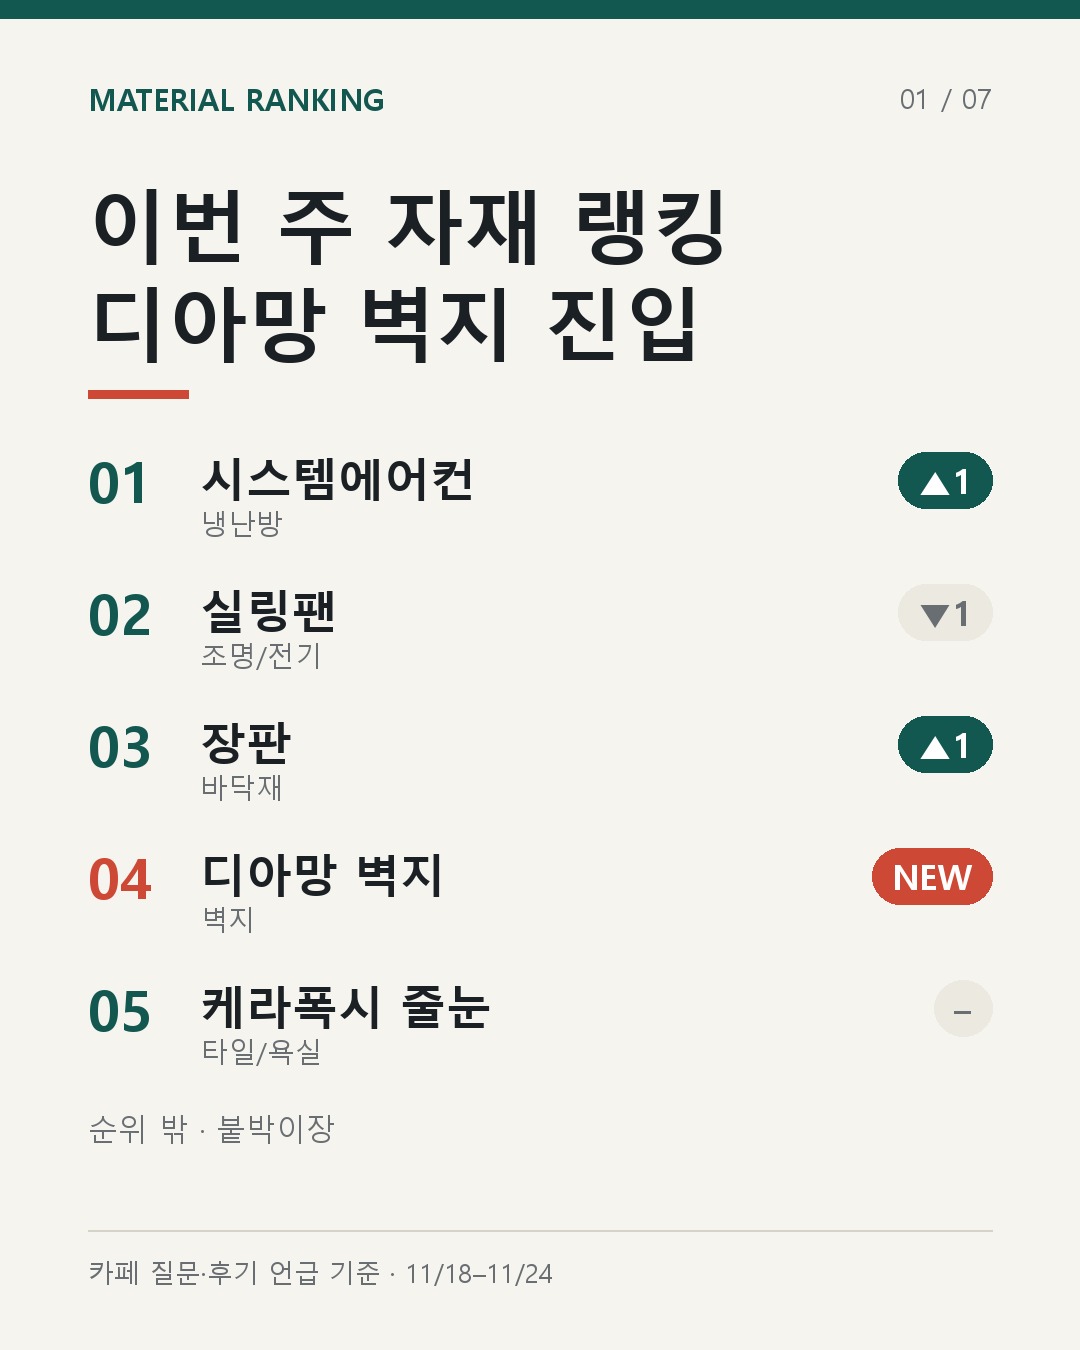 MATERIAL RANKING
01 / 07
이번 주 자재 랭킹
디아망 벽지 진입
01 시스템에어컨 ▲1
냉난방
02 실링팬 ▼1
조명/전기
03 장판 ▲1
바닥재
04 디아망 벽지 NEW
벽지
05 케라폭시 줄눈 –
타일/욕실
순위 밖 · 붙박이장
카페 질문·후기 언급 기준 · 11/18–11/24